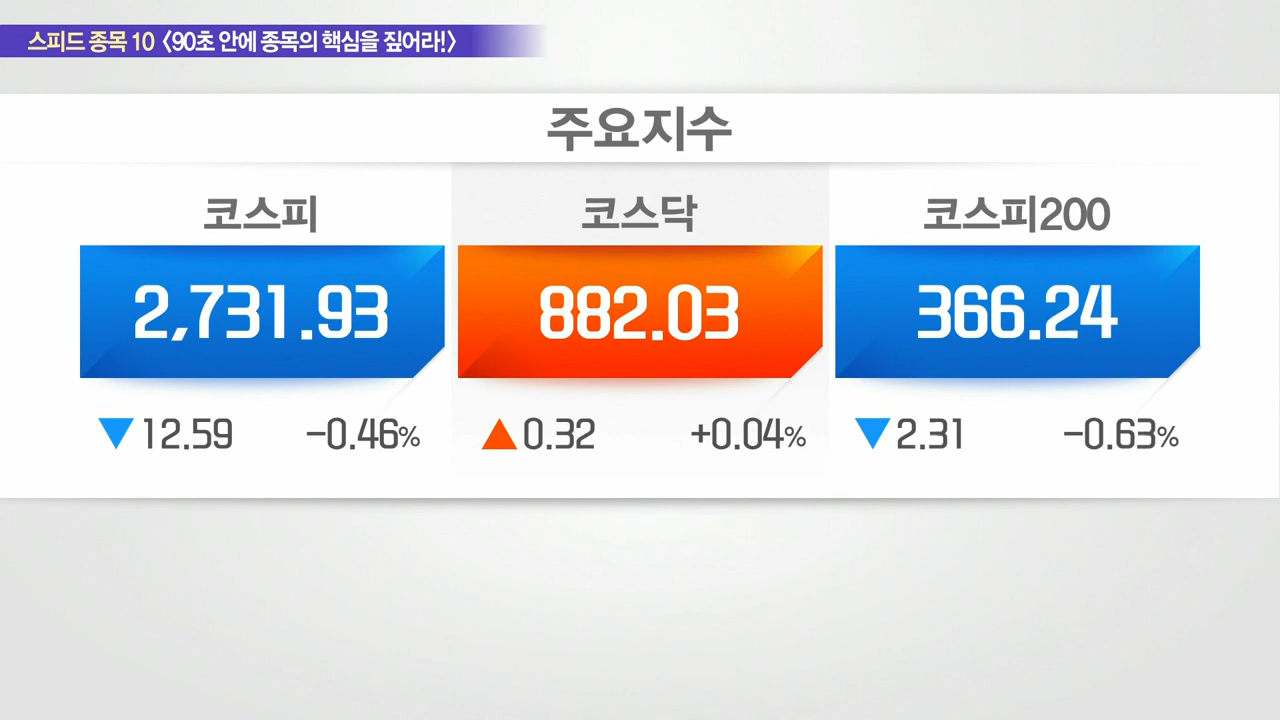 스피드 종목 10 〈90초 안에 종목의 핵심을 짚어라!〉
주요지수
코스피 코스닥 코스피200
2,731.93 882.03 366.24
▼ 12.59 -0.46% ▲ 0.32 +0.04% ▼ 2.31 -0.63%